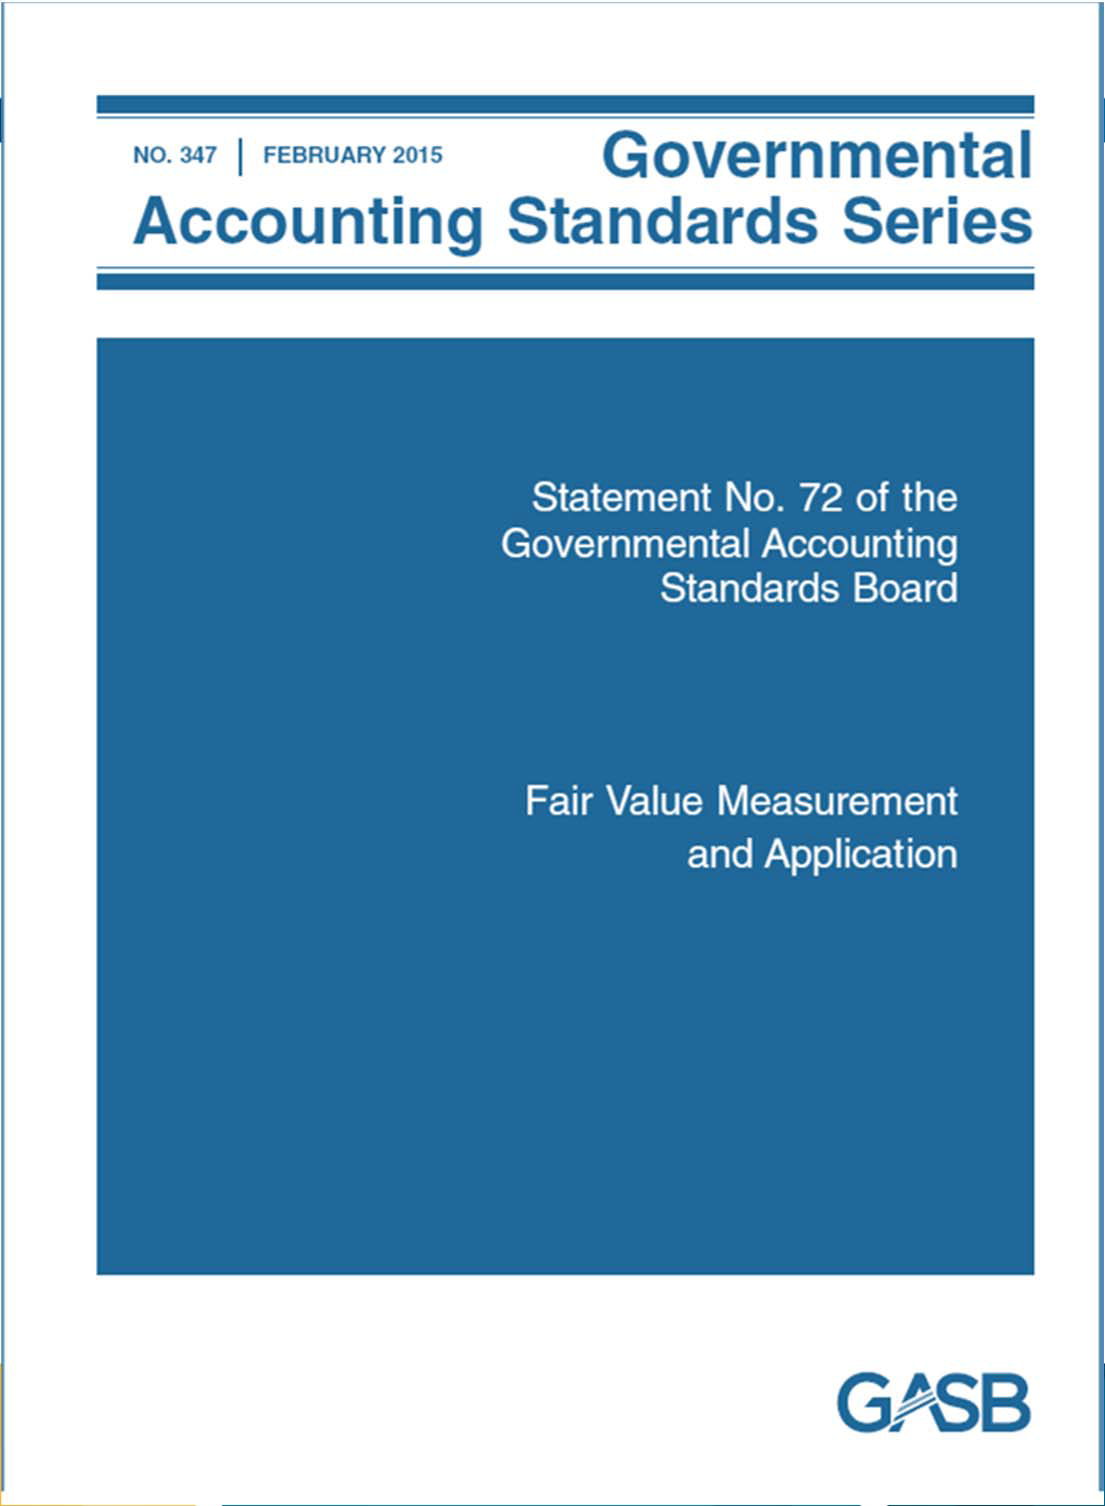 NO. 347 | FEBRUARY 2015
Governmental
Accounting Standards Series
Statement No. 72 of the
Governmental Accounting
Standards Board
Fair Value Measurement
and Application
GASB